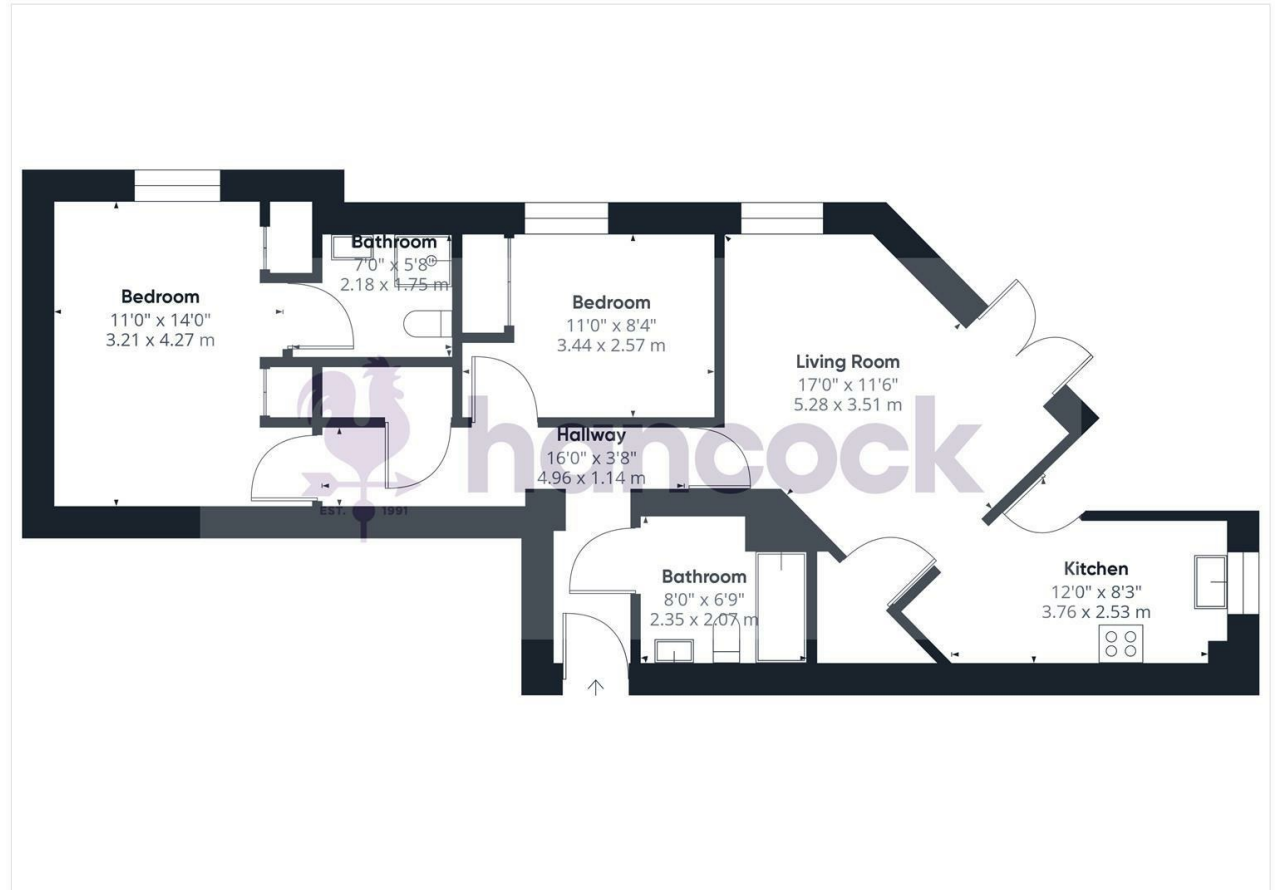 Bathroom
7'0" x 5'8"
2.18 x 1.75 m
Bedroom
11'0" x 14'0"
3.21 x 4.27 m
Bedroom
11'0" x 8'4"
3.44 x 2.57 m
Living Room
17'0" x 11'6"
5.28 x 3.51 m
Hallway
16'0" x 3'8"
4.96 x 1.14 m
hancock
EST. 1991
Bathroom
8'0" x 6'9"
2.35 x 2.07 m
Kitchen
12'0" x 8'3"
3.76 x 2.53 m